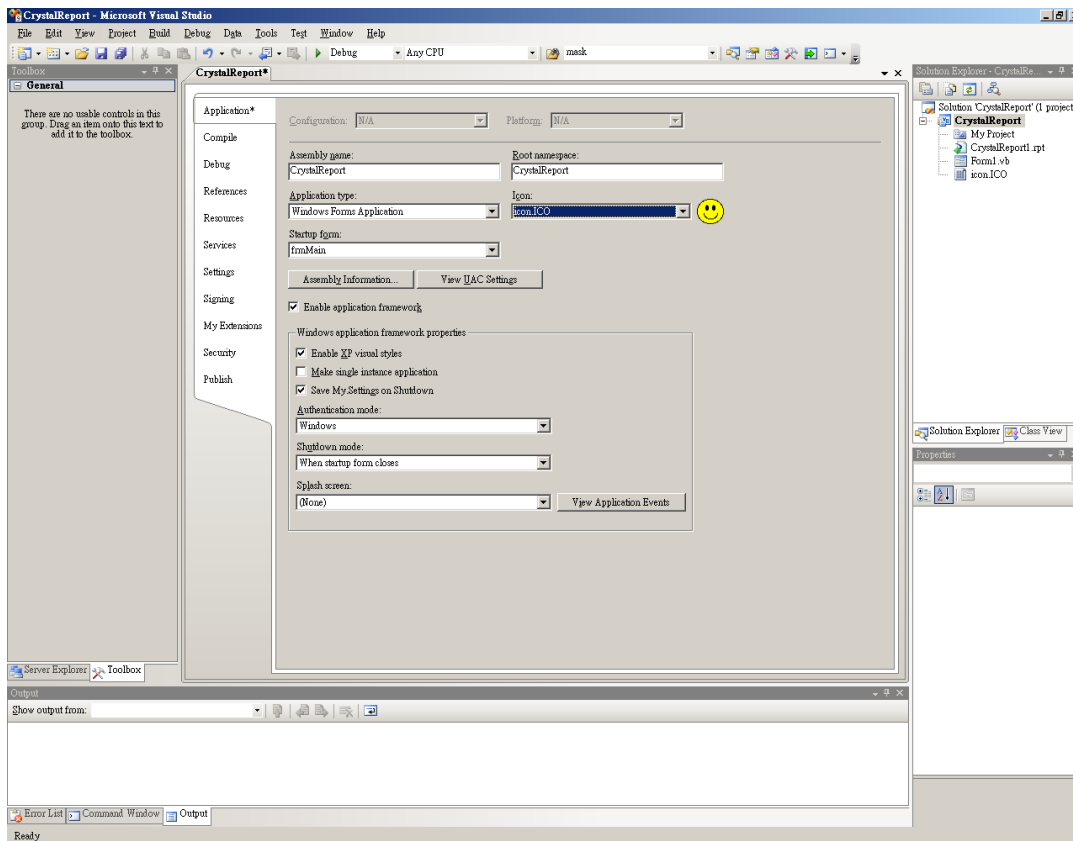 CrystalReport - Microsoft Visual Studio
File Edit View Project Build Debug Data Tools Test Window Help
Debug Any CPU mask
Toolbox
General
There are no usable controls in this
group. Drag an item onto this text to
add it to the toolbox.
Server Explorer Toolbox
CrystalReport*
Application*
Compile
Debug
References
Resources
Services
Settings
Signing
My Extensions
Security
Publish
Configuration: N/A Platform: N/A
Assembly name: Root namespace:
CrystalReport CrystalReport
Application type: Icon:
Windows Forms Application icon.ICO
Startup form:
frmMain
Assembly Information... View UAC Settings
Enable application framework
Windows application framework properties
Enable XP visual styles
Make single instance application
Save My.Settings on Shutdown
Authentication mode:
Windows
Shutdown mode:
When startup form closes
Splash screen:
(None) View Application Events
Solution Explorer - CrystalRe...
Solution 'CrystalReport' (1 project
CrystalReport
My Project
CrystalReport1.rpt
Form1.vb
icon.ICO
Solution Explorer Class View
Properties
Output
Show output from:
Error List Command Window Output
Ready